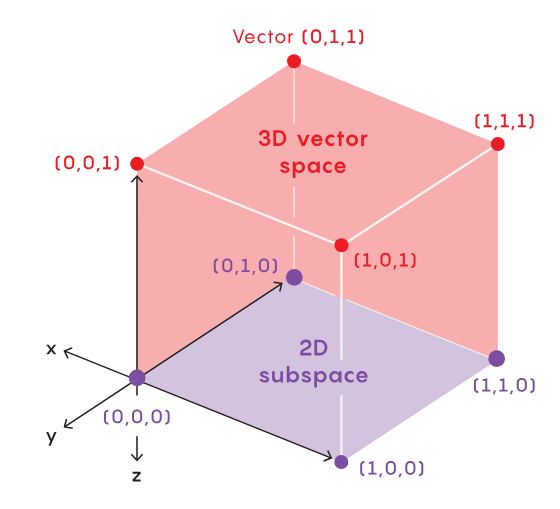 Vector (0,1,1)
(1,1,1)
3D vector
space
(0,0,1)
(1,0,1)
(0,1,0)
2D
subspace
x
(1,1,0)
(0,0,0)
y
(1,0,0)
z